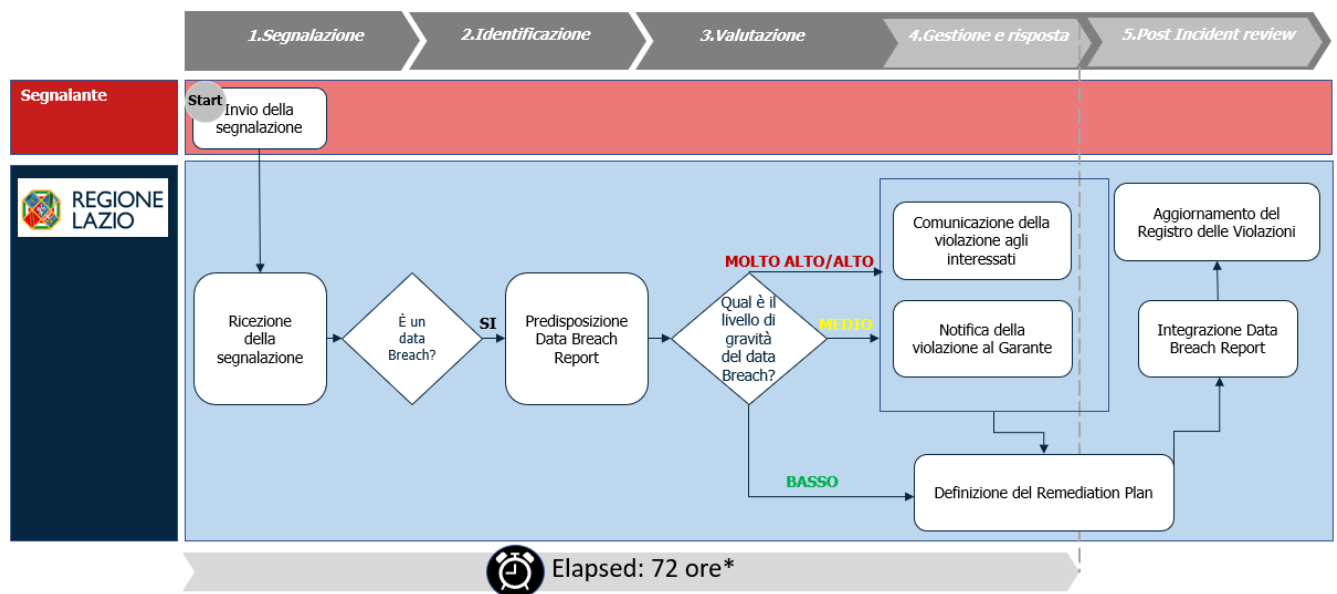 1.Segnalazione
2.Identificazione
3.Valutazione
4.Gestione e risposta
5.Post Incident review
Segnalante
Start
Invio della
segnalazione
REGIONE
LAZIO
Ricezione
della
segnalazione
È un
data
Breach?
SI
Predisposizione
Data Breach
Report
Qual è il
livello di
gravità
del data
Breach?
MOLTO ALTO/ALTO
MEDIO
BASSO
Comunicazione della
violazione agli
interessati
Notifica della
violazione al Garante
Definizione del Remediation Plan
Aggiornamento del
Registro delle Violazioni
Integrazione Data
Breach Report
Elapsed: 72 ore*